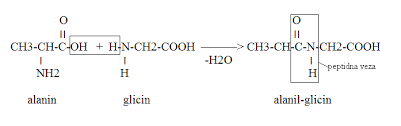 O O
CH3-CH-C-OH + H-N-CH2-COOH -H2O CH3-CH-C-N-CH2-COOH
NH2 H H peptidna veza
alanin glicin alanil-glicin